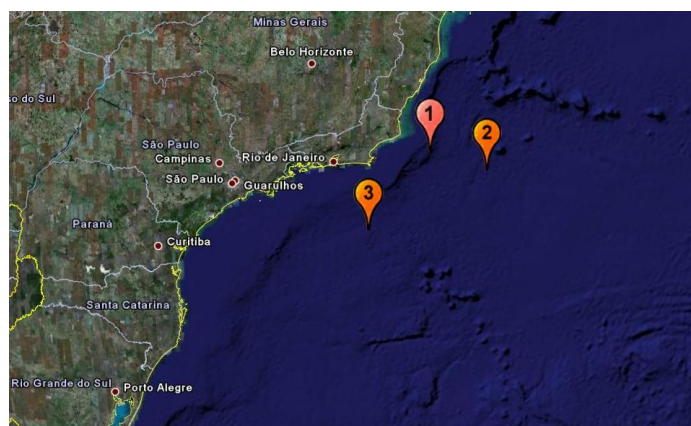 Minas Gerais
Belo Horizonte
so do Sul
1
2
São Paulo
Campinas
Rio de Janeiro
São Paulo
Guarulhos
3
Paraná
Curitiba
Santa Catarina
Rio Grande do Sul
Porto Alegre